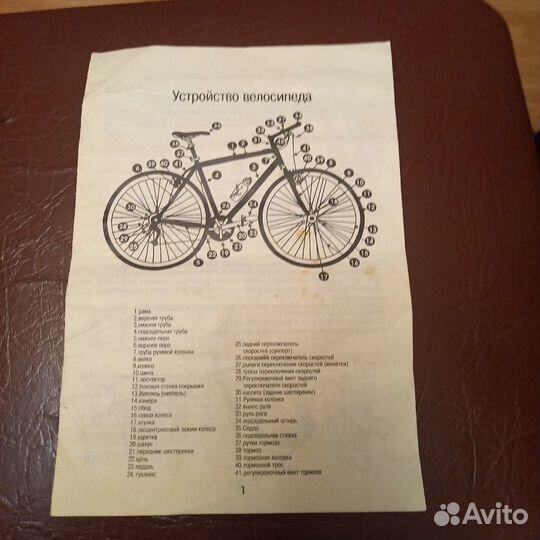 Устройство велосипеда
1.рама
2.верхняя труба
3.нижняя труба
4.подседельная труба
5.нижнее перо
6.верхнее перо
7.труба рулевой колонки
8.вилка
9.колесо
10.шина
11.протектор
12.боковая стенка покрышки
13.Вентиль (ниппель)
14.камера
15.обод
16.спица колеса
17.втулка
18.эксцентриковый зажим колеса
19.каретка
20.шатун
21.передние шестеренки
22.цепь
23.педаль
24.туклипс
25.задний переключатель
скоростей (суппорт)
26.передний переключатель скоростей
27.рычаги переключения скоростей (монетки)
28.тросы переключения скоростей
29.Регулировочный винт заднего
переключателя скоростей
30.кассета (задние шестеренки)
31.Рулевая колонка
32.вынос руля
33.руль рога
34.подседельный штырь
35.Седло
36.подседельная стяжка
37.ручки тормоза
38.тормоз
39.тормозная колодка
40.тормозной трос
41.регулировочный винт тормоза
1
Avito